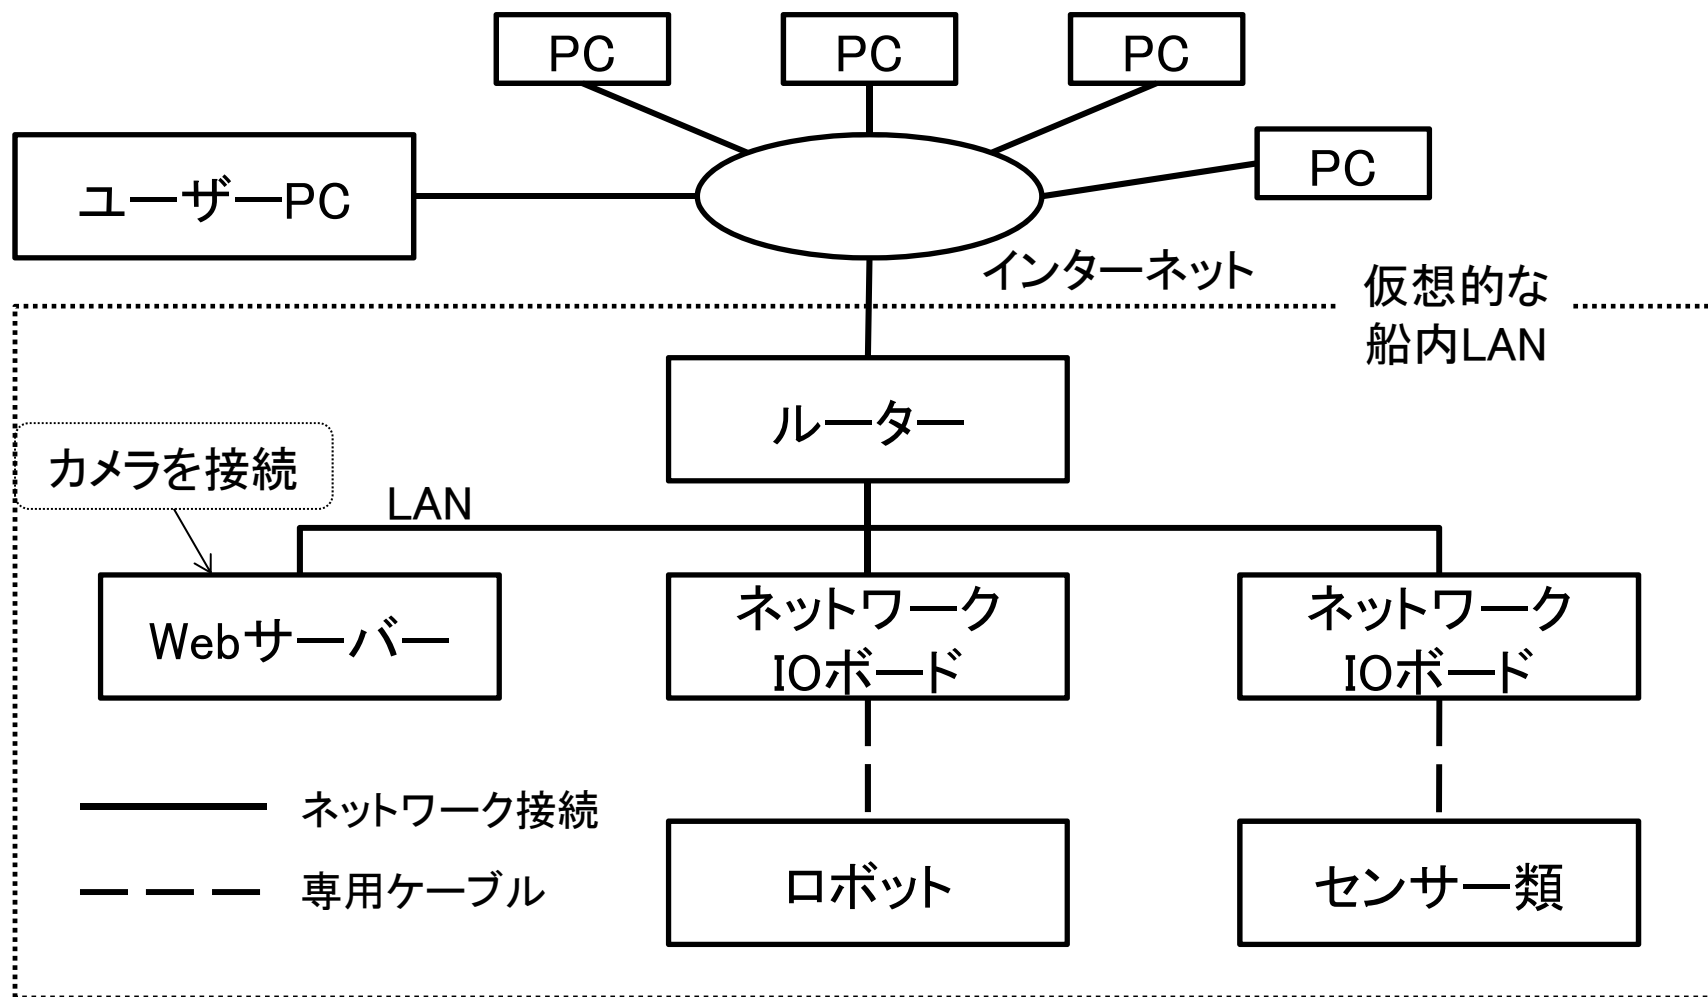 PC
PC
PC
PC
ユーザーPC
インターネット
仮想的な
船内LAN
ルーター
カメラを接続
LAN
Webサーバー
ネットワーク
IOボード
ネットワーク
IOボード
ネットワーク接続
専用ケーブル
ロボット
センサー類